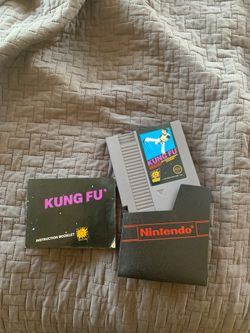 KUNG FU
INSTRUCTION BOOKLET
KUNG FU
Nintendo